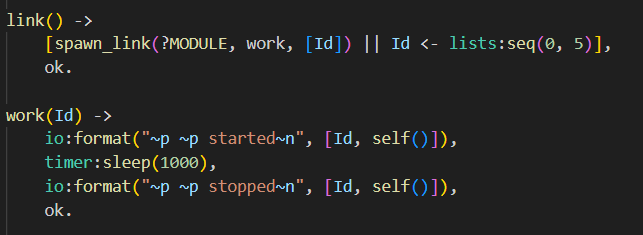 link() ->
    [spawn_link(?MODULE, work, [Id]) || Id <- lists:seq(0, 5)],
    ok.

work(Id) ->
    io:format("~p ~p started~n", [Id, self()]),
    timer:sleep(1000),
    io:format("~p ~p stopped~n", [Id, self()]),
    ok.